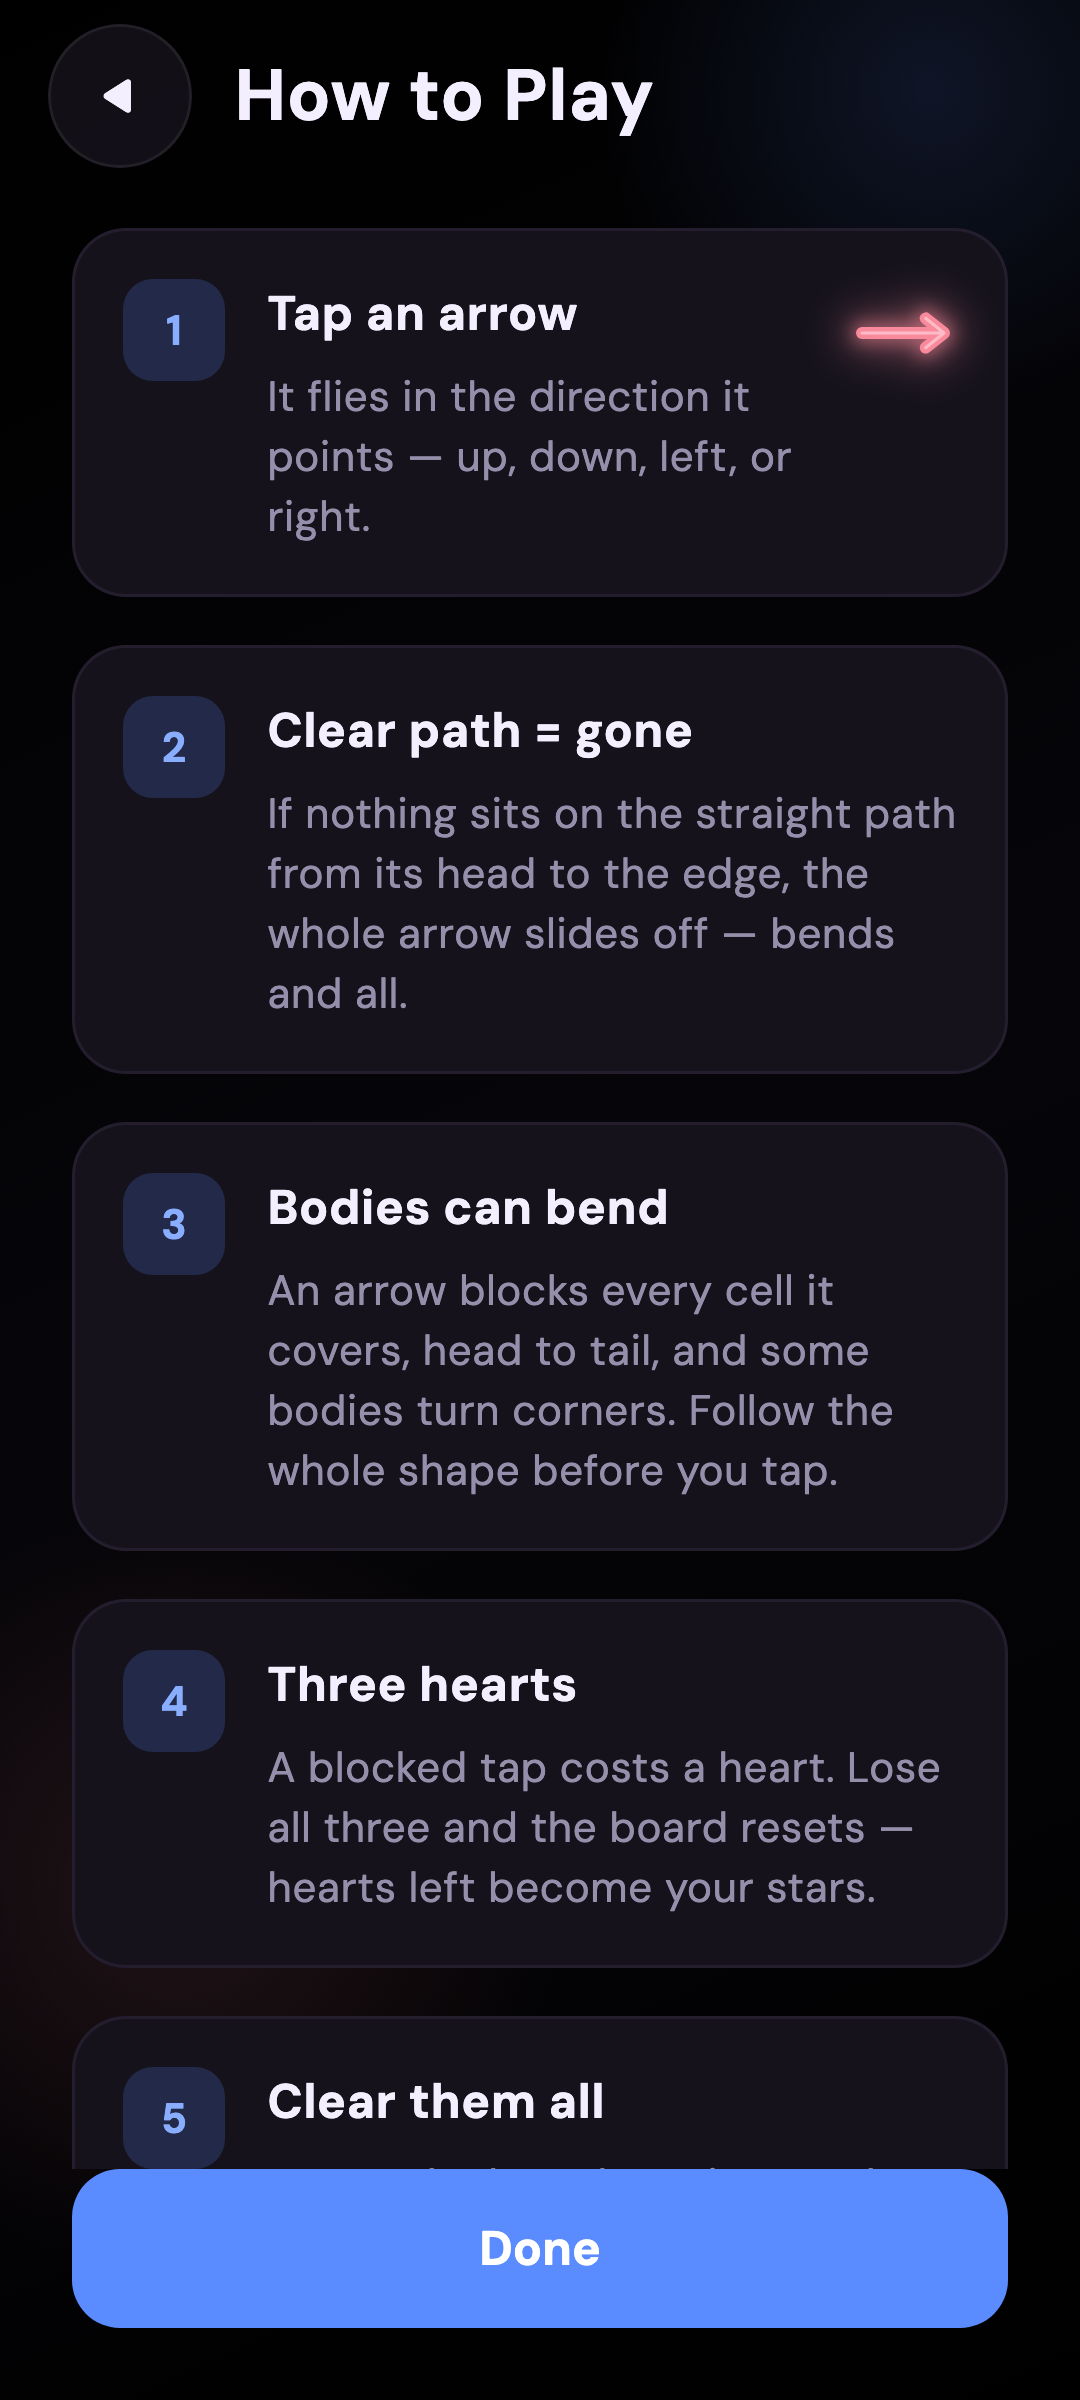 How to Play
1
Tap an arrow
It flies in the direction it
points — up, down, left, or
right.
2
Clear path = gone
If nothing sits on the straight path
from its head to the edge, the
whole arrow slides off — bends
and all.
3
Bodies can bend
An arrow blocks every cell it
covers, head to tail, and some
bodies turn corners. Follow the
whole shape before you tap.
4
Three hearts
A blocked tap costs a heart. Lose
all three and the board resets —
hearts left become your stars.
5
Clear them all
Done